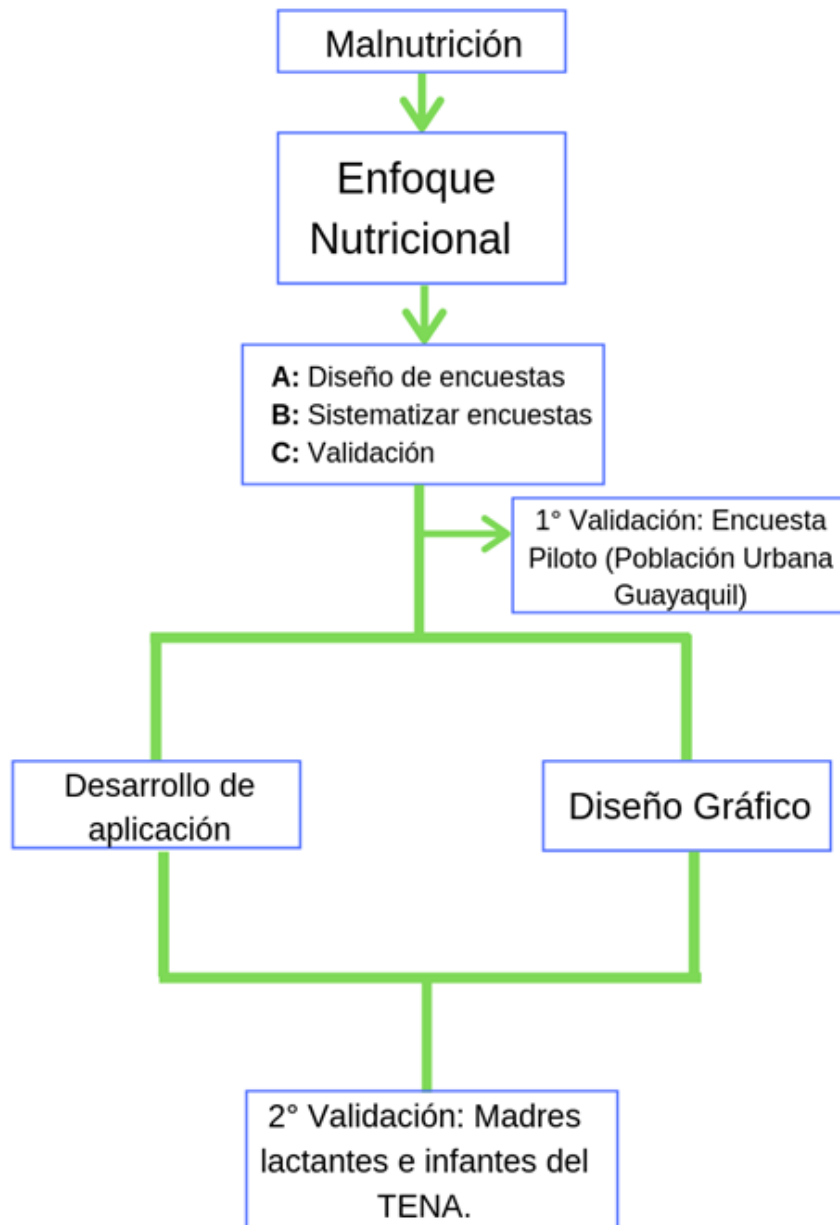 Malnutrición
Enfoque
Nutricional
A: Diseño de encuestas
B: Sistematizar encuestas
C: Validación
1° Validación: Encuesta
Piloto (Población Urbana
Guayaquil)
Desarrollo de
aplicación
Diseño Gráfico
2° Validación: Madres
lactantes e infantes del
TENA.